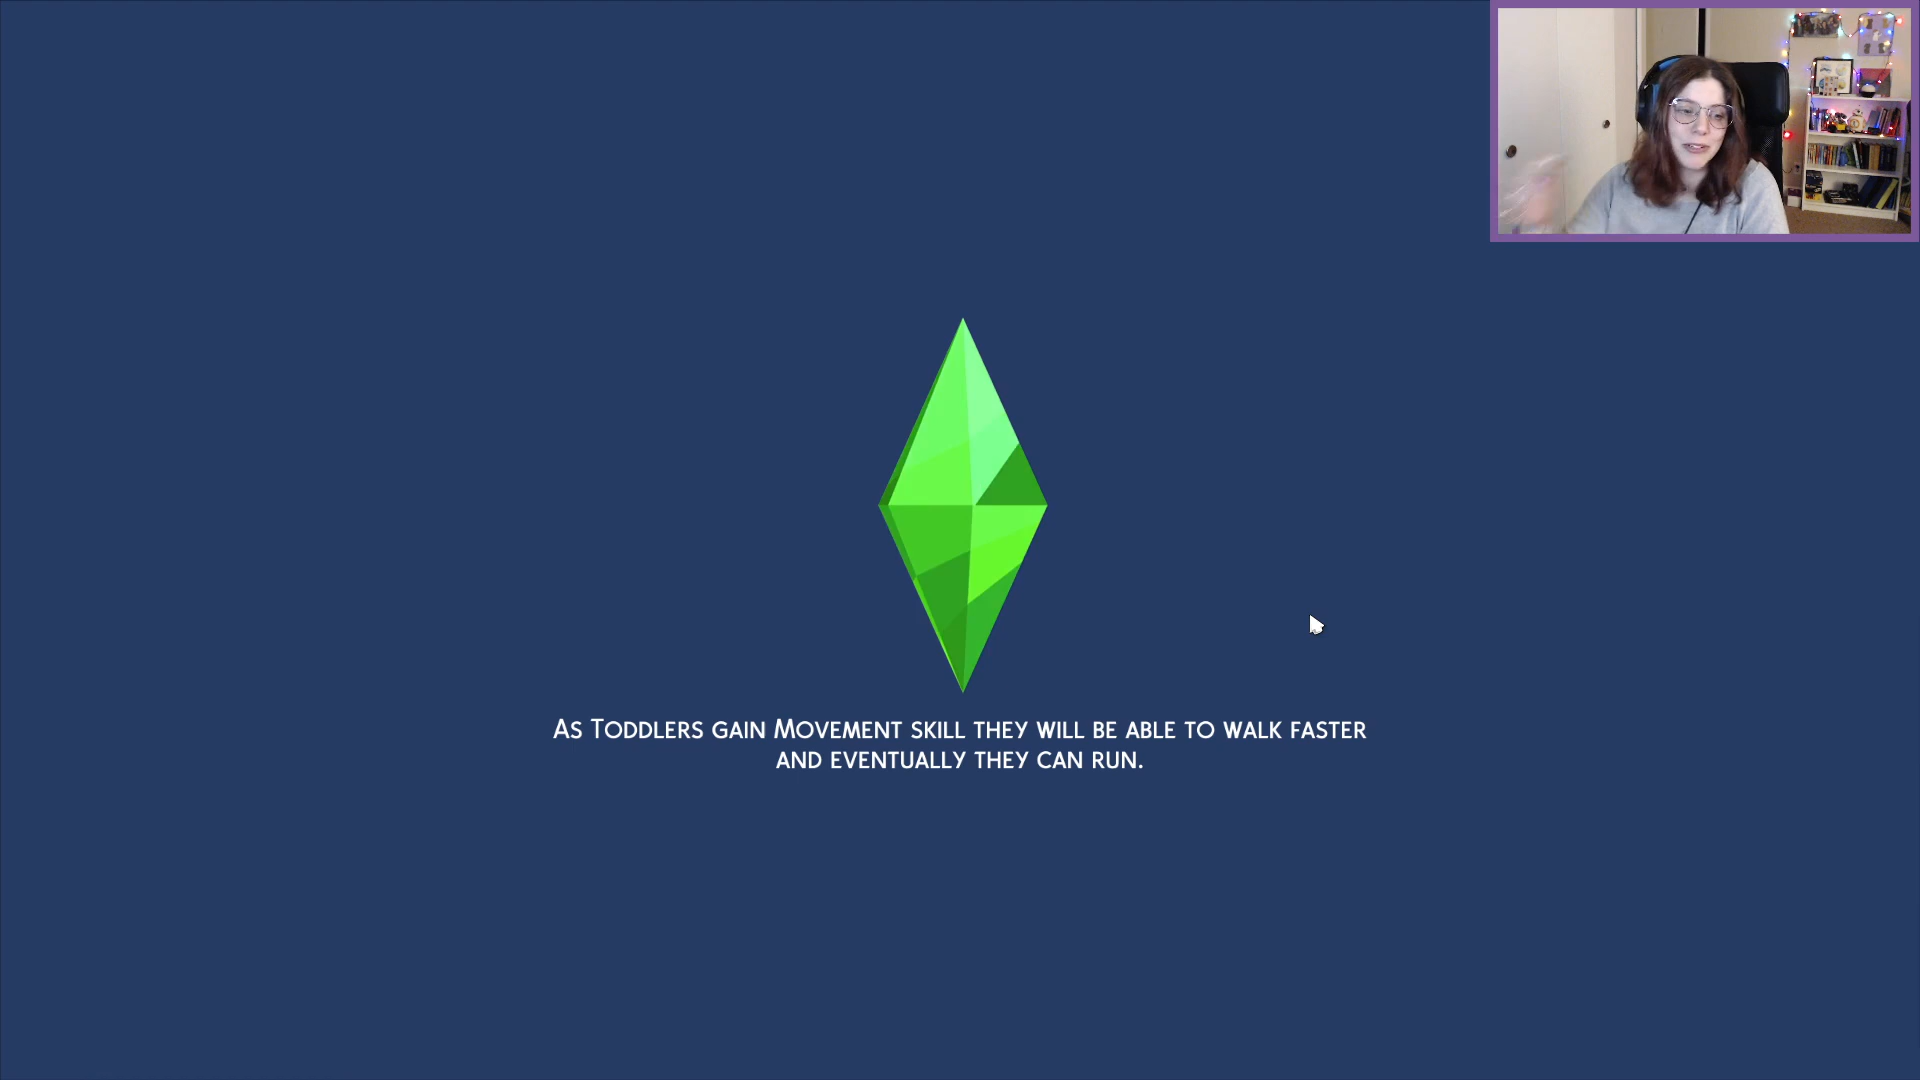 As Toddlers gain Movement skill they will be able to walk faster
and eventually they can run.